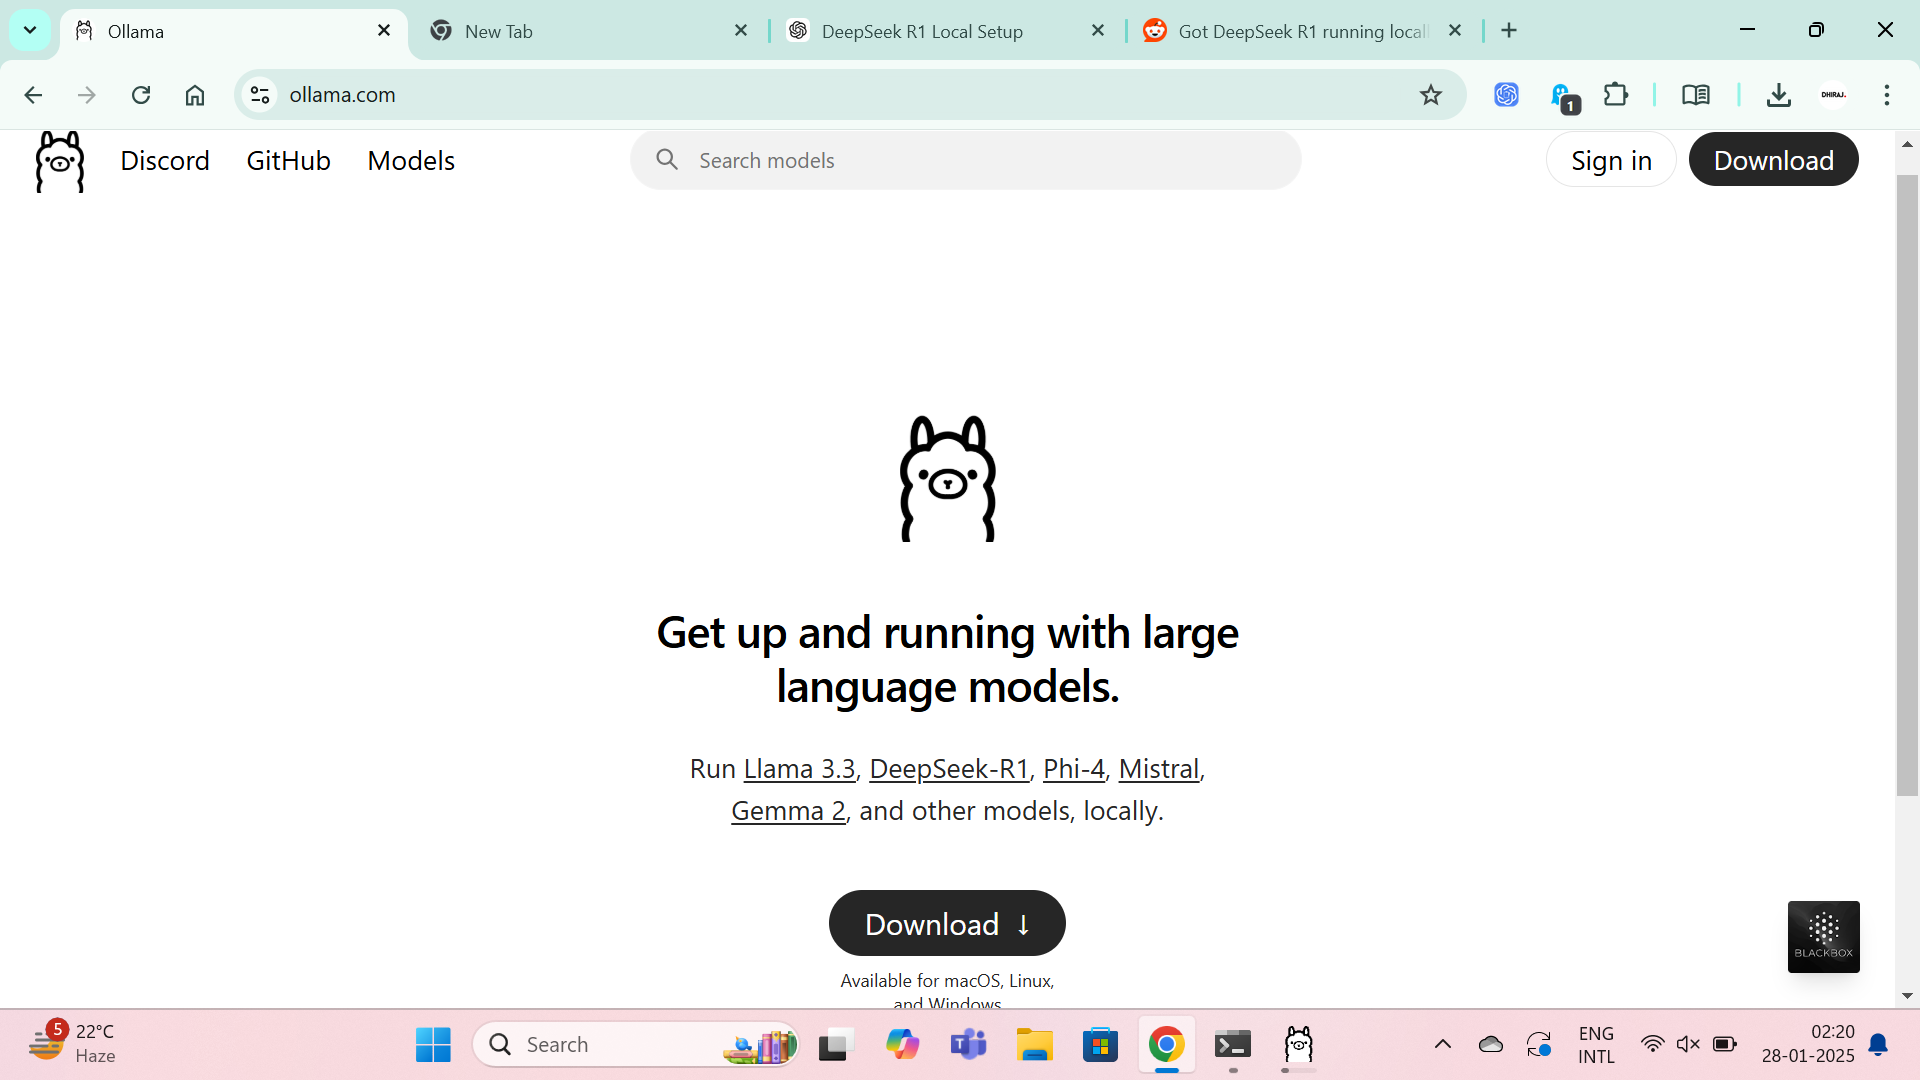 Ollama
New Tab
DeepSeek R1 Local Setup
Got DeepSeek R1 running local
ollama.com
1
DHIRAJ.
Discord
GitHub
Models
Search models
Sign in
Download
Get up and running with large
language models.
Run Llama 3.3, DeepSeek-R1, Phi-4, Mistral,
Gemma 2, and other models, locally.
Download ↓
Available for macOS, Linux,
and Windows
BLACKBOX
5
22°C
Haze
Search
T
ENG
INTL
02:20
28-01-2025